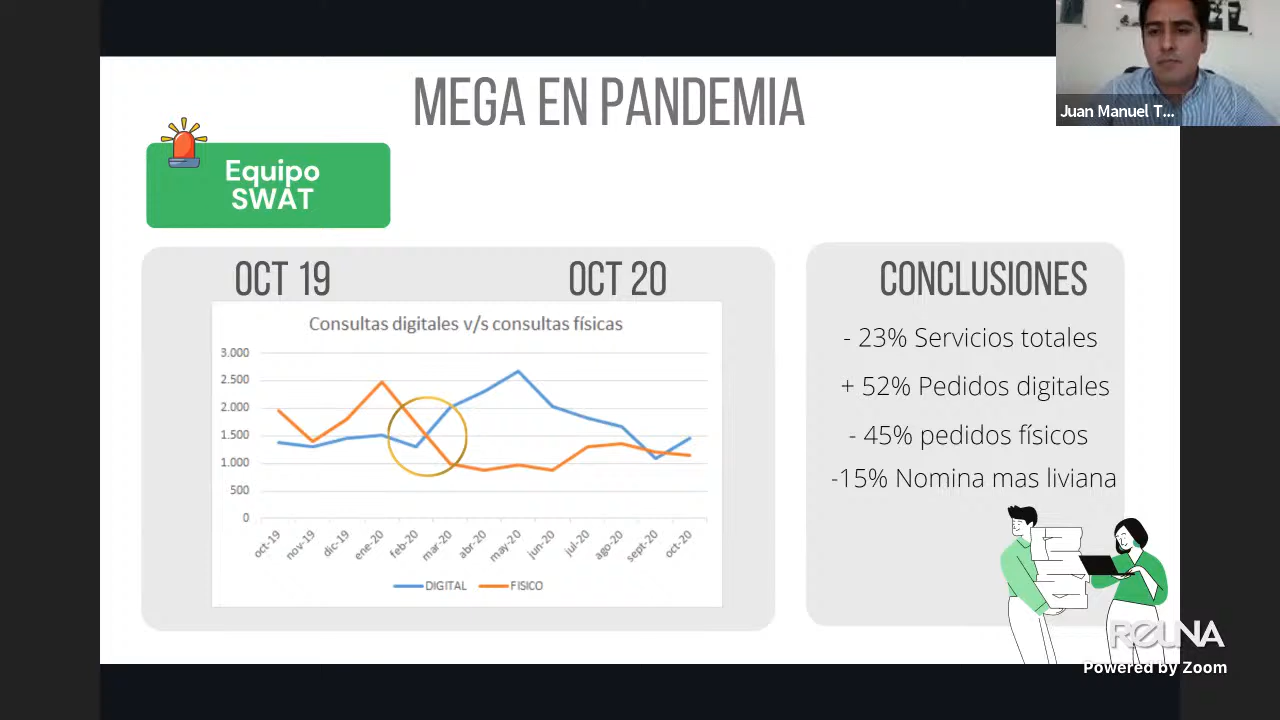 MEGA EN PANDEMIA
Juan Manuel T...
Equipo
SWAT
OCT 19
OCT 20
Consultas digitales v/s consultas físicas
3.000
2.500
2.000
1.500
1.000
500
0
oct-19
nov-19
dic-19
ene-20
feb-20
mar-20
abr-20
may-20
jun-20
jul-20
ago-20
sept-20
oct-20
DIGITAL
FISICO
CONCLUSIONES
- 23% Servicios totales
+ 52% Pedidos digitales
- 45% pedidos físicos
-15% Nomina mas liviana
REUNA
Powered by Zoom